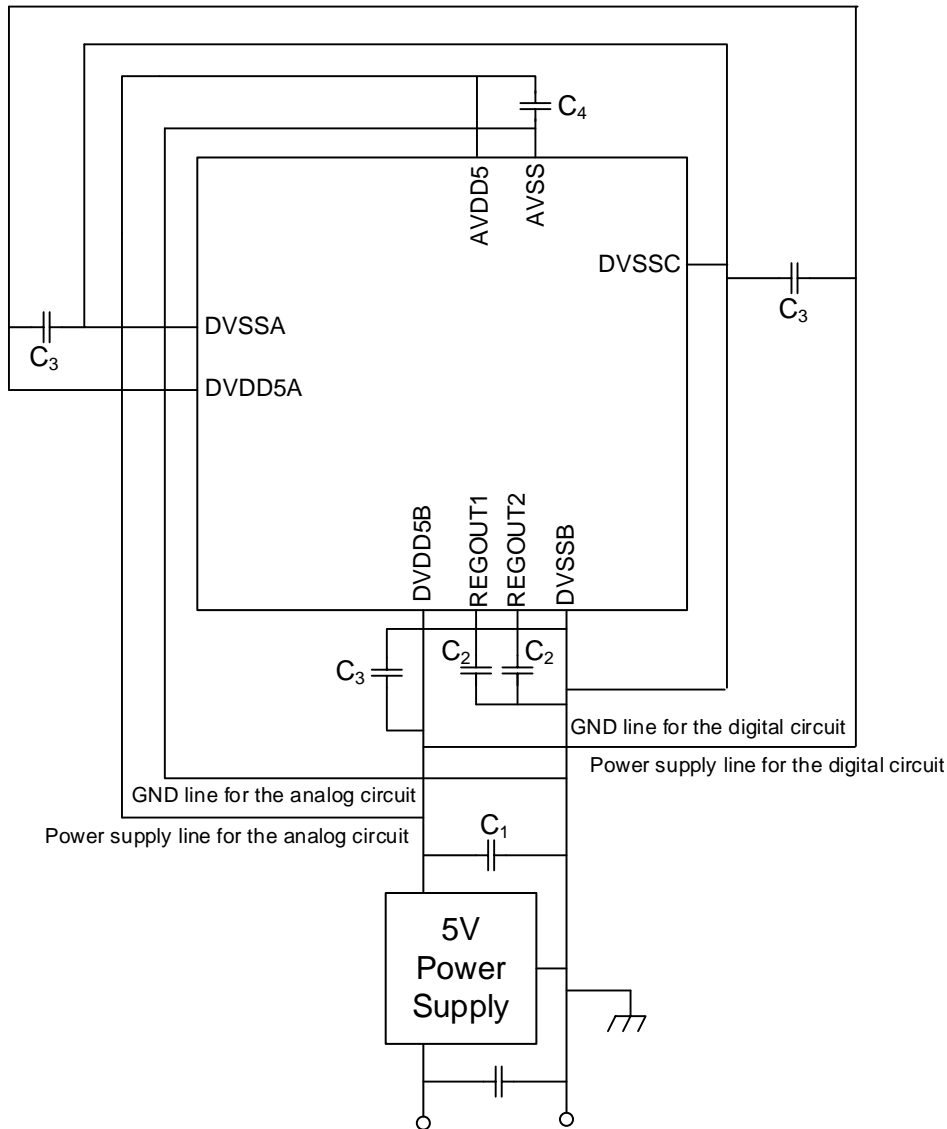 C4
AVDD5
AVSS
DVSSC
C3
DVSSA
C3
DVDD5A
DVDD5B
REGOUT1
REGOUT2
DVSSB
C3
C2
C2
GND line for the digital circuit
Power supply line for the digital circuit
GND line for the analog circuit
Power supply line for the analog circuit
C1
5V
Power
Supply